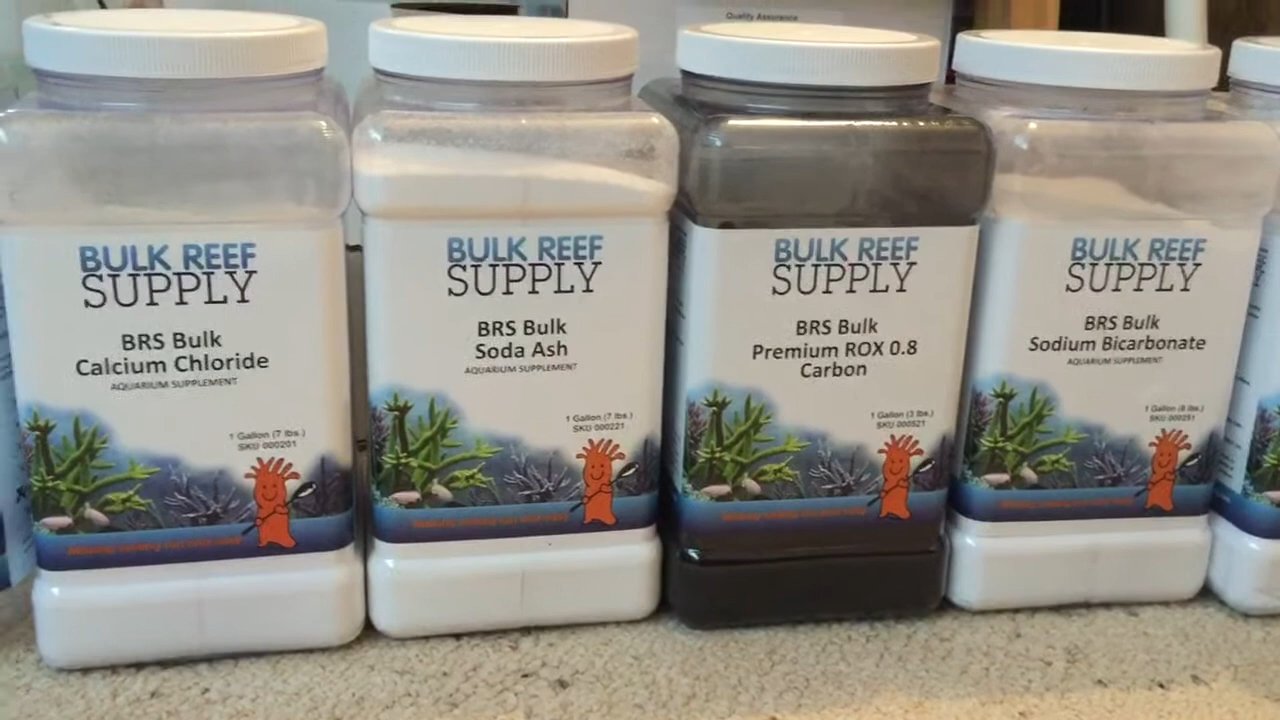 Quality Assurance
BULK REEF
SUPPLY
BRS Bulk
Calcium Chloride
AQUARIUM SUPPLEMENT
1 Gallon (7 lbs.)
SKU 000201
BULK REEF
SUPPLY
BRS Bulk
Soda Ash
AQUARIUM SUPPLEMENT
1 Gallon (7 lbs.)
SKU 000221
BULK REEF
SUPPLY
BRS Bulk
Premium ROX 0.8
Carbon
1 Gallon (3 lbs.)
SKU 000521
BULK REEF
SUPPLY
BRS Bulk
Sodium Bicarbonate
AQUARIUM SUPPLEMENT
1 Gallon (8 lbs.)
SKU 000251